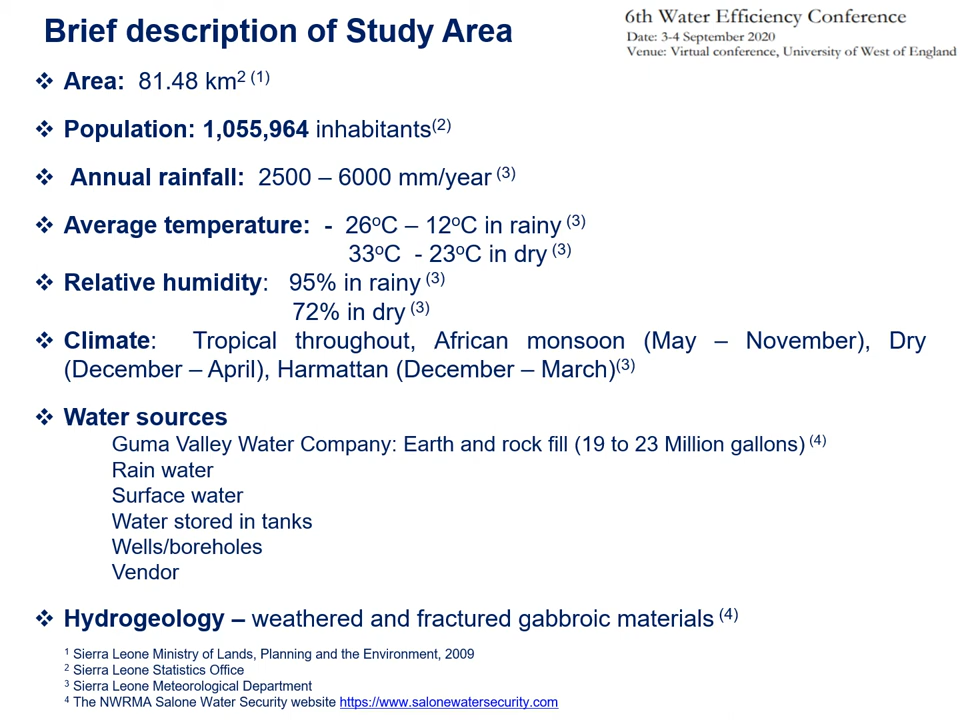 Brief description of Study Area
6th Water Efficiency Conference
Date: 3-4 September 2020
Venue: Virtual conference, University of West of England
❖ Area: 81.48 km2 (1)
❖ Population: 1,055,964 inhabitants(2)
❖ Annual rainfall: 2500 – 6000 mm/year (3)
❖ Average temperature: - 26oC – 12oC in rainy (3)
33oC - 23oC in dry (3)
❖ Relative humidity: 95% in rainy (3)
72% in dry (3)
❖ Climate: Tropical throughout, African monsoon (May – November), Dry
(December – April), Harmattan (December – March)(3)
❖ Water sources
Guma Valley Water Company: Earth and rock fill (19 to 23 Million gallons) (4)
Rain water
Surface water
Water stored in tanks
Wells/boreholes
Vendor
❖ Hydrogeology – weathered and fractured gabbroic materials (4)
1 Sierra Leone Ministry of Lands, Planning and the Environment, 2009
2 Sierra Leone Statistics Office
3 Sierra Leone Meteorological Department
4 The NWRMA Salone Water Security website https://www.salonewatersecurity.com